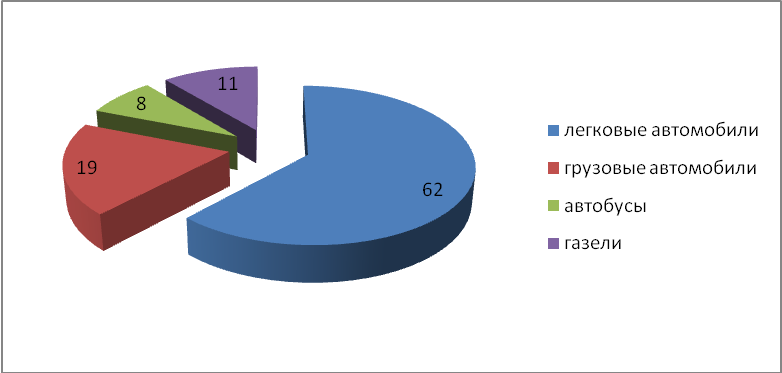 11
8
19
62
легковые автомобили
грузовые автомобили
автобусы
газели